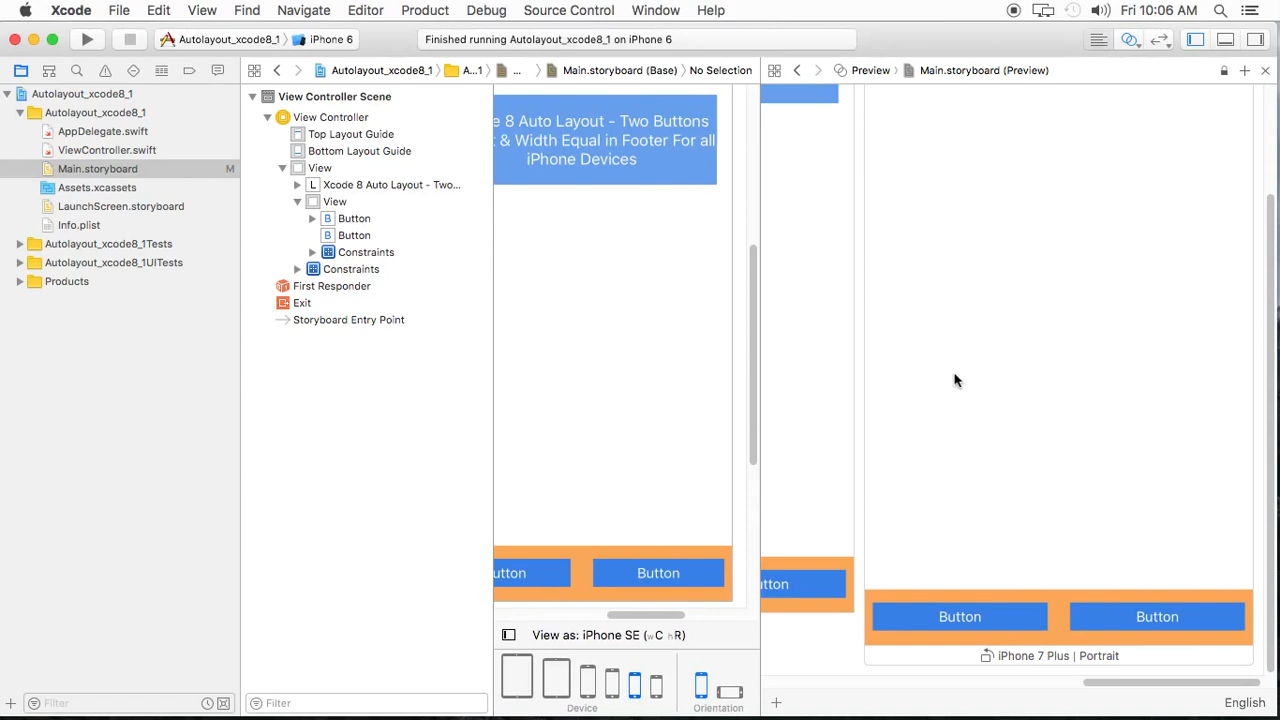 Xcode File Edit View Find Navigate Editor Product Debug Source Control Window Help Fri 10:06 AM
Autolayout_xcode8_1 iPhone 6 Finished running Autolayout_xcode8_1 on iPhone 6
Autolayout_xcode8_1 A...1 ... Main.storyboard (Base) No Selection Preview Main.storyboard (Preview)
Autolayout_xcode8_1
Autolayout_xcode8_1
AppDelegate.swift
ViewController.swift
Main.storyboard M
Assets.xcassets
LaunchScreen.storyboard
Info.plist
Autolayout_xcode8_1Tests
Autolayout_xcode8_1UITests
Products
View Controller Scene
View Controller
Top Layout Guide
Bottom Layout Guide
View
L Xcode 8 Auto Layout - Two...
View
B Button
B Button
Constraints
Constraints
First Responder
Exit
Storyboard Entry Point
e 8 Auto Layout - Two Buttons
t & Width Equal in Footer For all
iPhone Devices
utton Button
utton
Button Button
iPhone 7 Plus | Portrait
View as: iPhone SE (wC hR)
Device Orientation
Filter Filter English